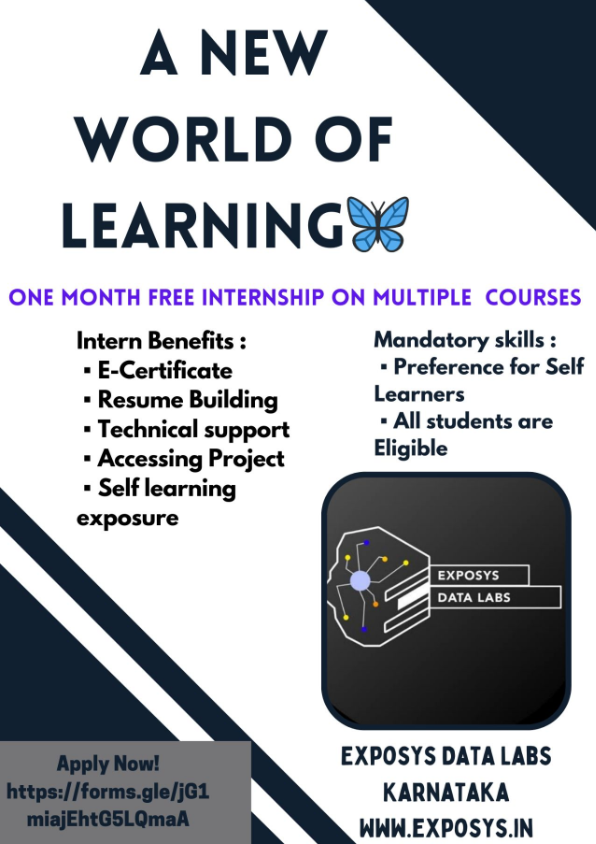 A NEW
WORLD OF
LEARNING
ONE MONTH FREE INTERNSHIP ON MULTIPLE COURSES
Intern Benefits :
▪ E-Certificate
▪ Resume Building
▪ Technical support
▪ Accessing Project
▪ Self learning
exposure
Mandatory skills :
▪ Preference for Self
Learners
▪ All students are
Eligible
EXPOSYS
DATA LABS
Apply Now!
https://forms.gle/jG1
miajEhtG5LQmaA
EXPOSYS DATA LABS
KARNATAKA
WWW.EXPOSYS.IN